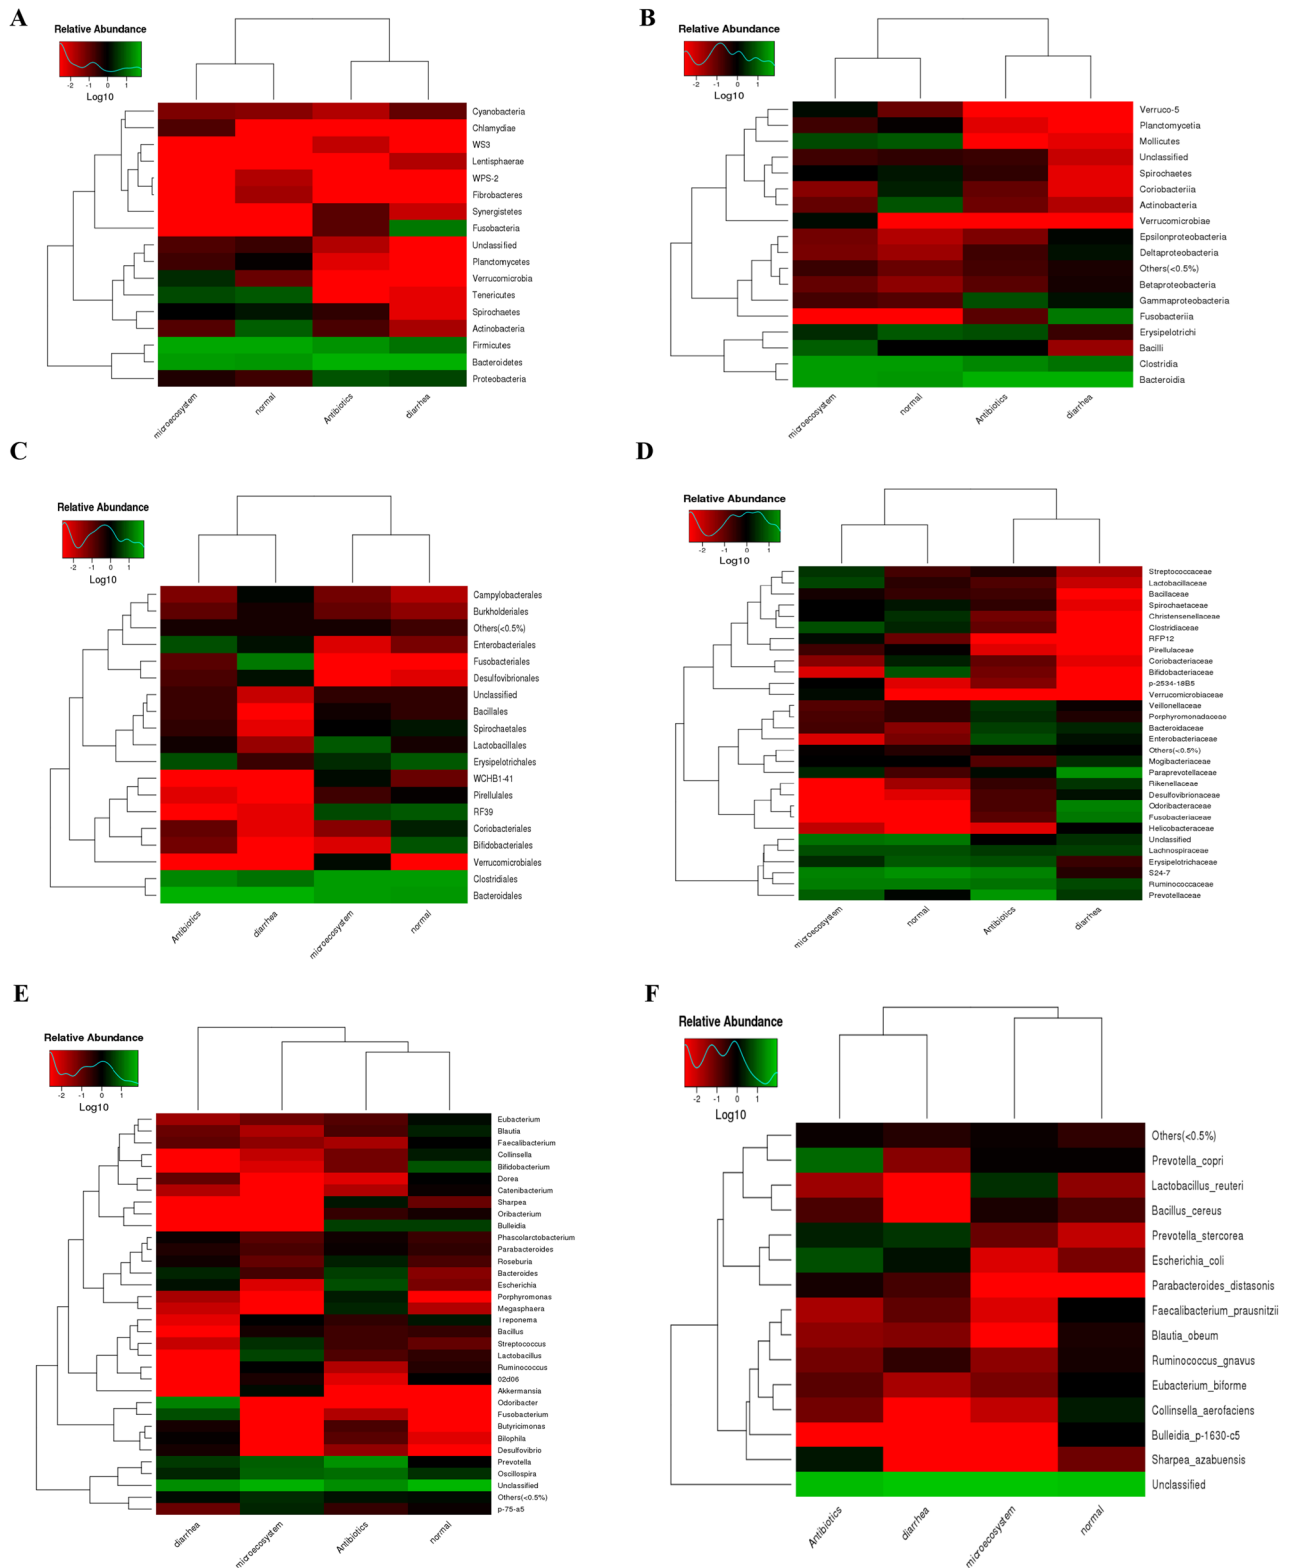 A
Relative Abundance
-2 -1 0 1
Log10
Cyanobacteria
Chlamydiae
WS3
Lentisphaerae
WPS-2
Fibrobacteres
Synergistetes
Fusobacteria
Unclassified
Planctomycetes
Verrucomicrobia
Tenericutes
Spirochaetes
Actinobacteria
Firmicutes
Bacteroidetes
Proteobacteria
microecosystem
normal
Antibiotics
diarrhea
B
Relative Abundance
-2 -1 0 1
Log10
Verruco-5
Planctomycetia
Mollicutes
Unclassified
Spirochaetes
Coriobacteriia
Actinobacteria
Verrucomicrobiae
Epsilonproteobacteria
Deltaproteobacteria
Others(<0.5%)
Betaproteobacteria
Gammaproteobacteria
Fusobacteriia
Erysipelotrichi
Bacilli
Clostridia
Bacteroidia
microecosystem
normal
Antibiotics
diarrhea
C
Relative Abundance
-2 -1 0 1
Log10
Campylobacterales
Burkholderiales
Others(<0.5%)
Enterobacteriales
Fusobacteriales
Desulfovibrionales
Unclassified
Bacillales
Spirochaetales
Lactobacillales
Erysipelotrichales
WCHB1-41
Pirellulales
RF39
Coriobacteriales
Bifidobacteriales
Verrucomicrobiales
Clostridiales
Bacteroidales
Antibiotics
diarrhea
microecosystem
normal
D
Relative Abundance
-2 -1 0 1
Log10
Streptococcaceae
Lactobacillaceae
Bacillaceae
Spirochaetaceae
Christensenellaceae
Clostridiaceae
RFP12
Pirellulaceae
Coriobacteriaceae
Bifidobacteriaceae
p-2534-18B5
Verrucomicrobiaceae
Veillonellaceae
Porphyromonadaceae
Bacteroidaceae
Enterobacteriaceae
Others(<0.5%)
Mogibacteriaceae
Paraprevotellaceae
Rikenellaceae
Desulfovibrionaceae
Odoribacteraceae
Fusobacteriaceae
Helicobacteraceae
Unclassified
Lachnospiraceae
Erysipelotrichaceae
S24-7
Ruminococcaceae
Prevotellaceae
microecosystem
normal
Antibiotics
diarrhea
E
Relative Abundance
-2 -1 0 1
Log10
Eubacterium
Blautia
Faecalibacterium
Collinsella
Bifidobacterium
Dorea
Catenibacterium
Sharpea
Oribacterium
Bulleidia
Phascolarctobacterium
Parabacteroides
Roseburia
Bacteroides
Escherichia
Porphyromonas
Megasphaera
Treponema
Bacillus
Streptococcus
Lactobacillus
Ruminococcus
02d06
Akkermansia
Odoribacter
Fusobacterium
Butyricimonas
Bilophila
Desulfovibrio
Prevotella
Oscillospira
Unclassified
Others(<0.5%)
p-75-a5
diarrhea
microecosystem
Antibiotics
normal
F
Relative Abundance
-2 -1 0 1
Log10
Others(<0.5%)
Prevotella_copri
Lactobacillus_reuteri
Bacillus_cereus
Prevotella_stercorea
Escherichia_coli
Parabacteroides_distasonis
Faecalibacterium_prausnitzii
Blautia_obeum
Ruminococcus_gnavus
Eubacterium_biforme
Collinsella_aerofaciens
Bulleidia_p-1630-c5
Sharpea_azabuensis
Unclassified
Antibiotics
diarrhea
microecosystem
normal